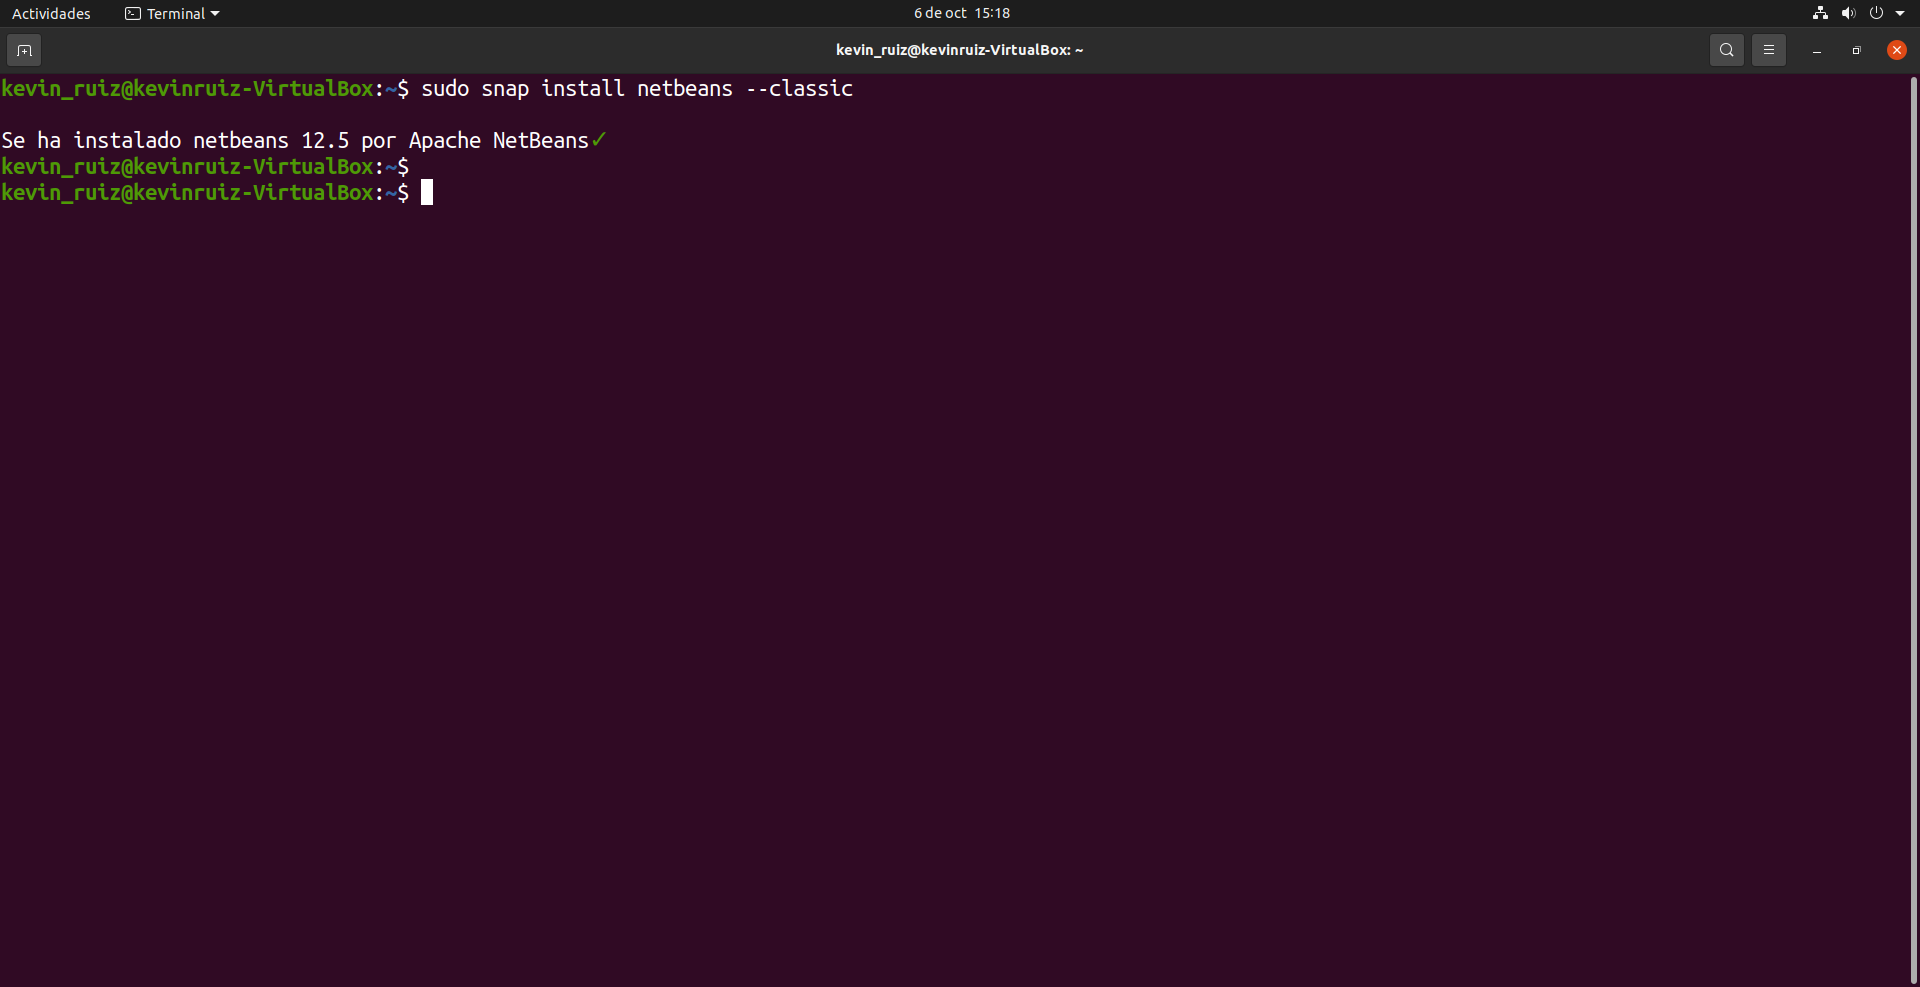 Actividades Terminal 6 de oct 15:18
kevin_ruiz@kevinruiz-VirtualBox: ~
kevin_ruiz@kevinruiz-VirtualBox:~$ sudo snap install netbeans --classic
Se ha instalado netbeans 12.5 por Apache NetBeans✓
kevin_ruiz@kevinruiz-VirtualBox:~$
kevin_ruiz@kevinruiz-VirtualBox:~$